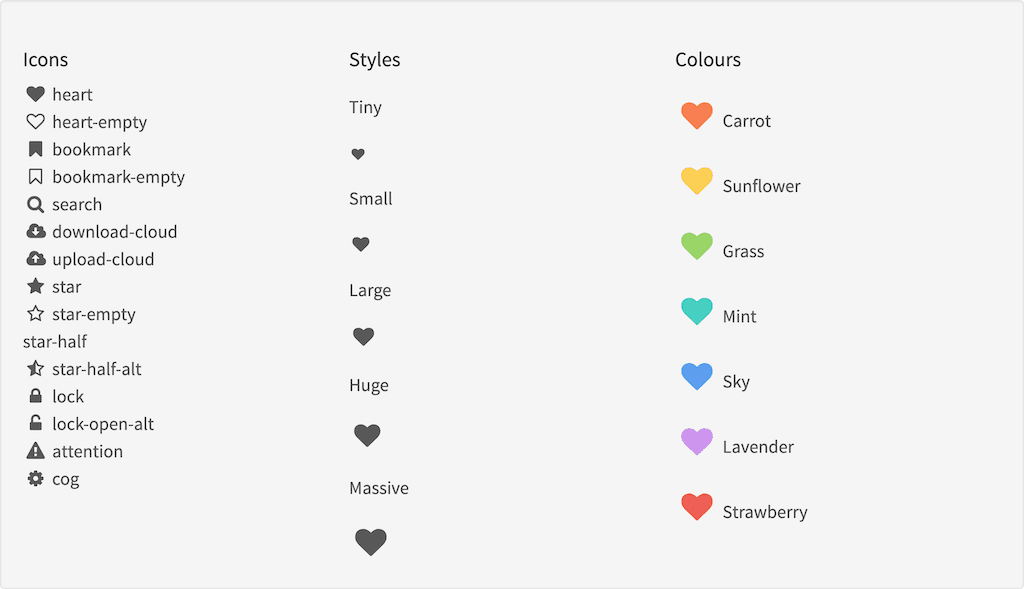 Icons
heart
heart-empty
bookmark
bookmark-empty
search
download-cloud
upload-cloud
star
star-empty
star-half
star-half-alt
lock
lock-open-alt
attention
cog
Styles
Tiny
Small
Large
Huge
Massive
Colours
Carrot
Sunflower
Grass
Mint
Sky
Lavender
Strawberry